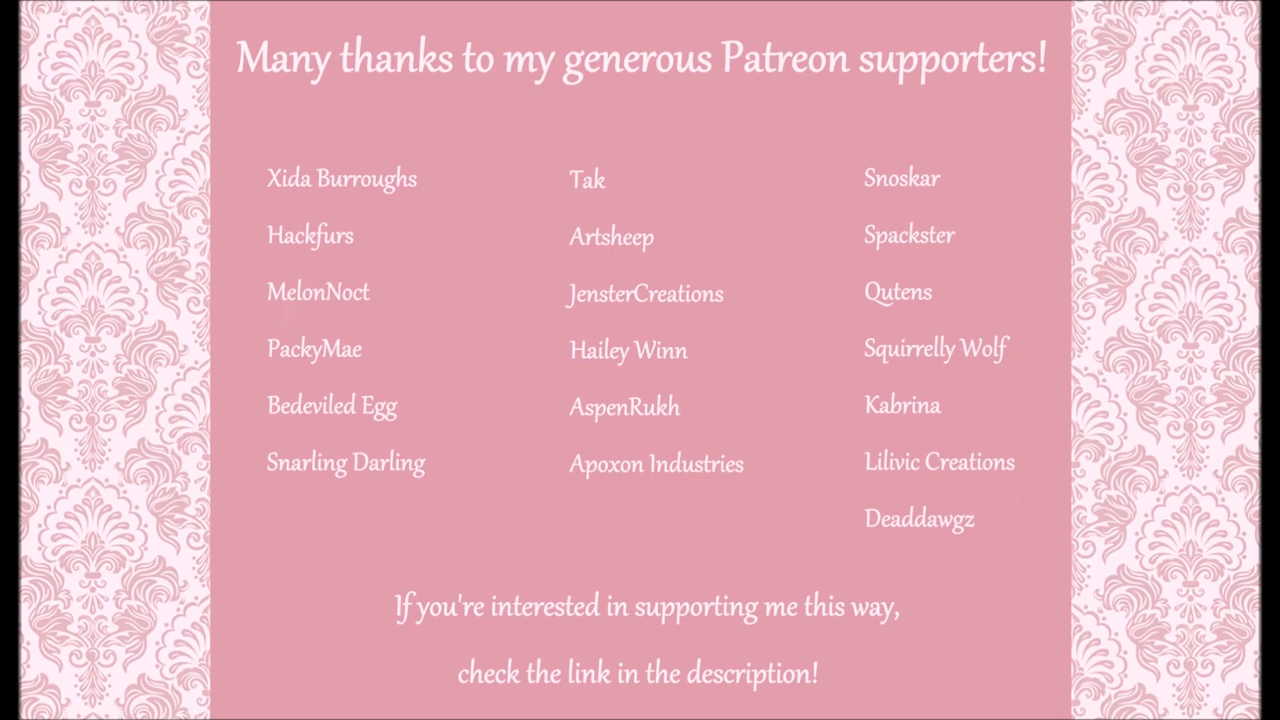 Many thanks to my generous Patreon supporters!
Xida Burroughs
Hackfurs
MelonNoct
PackyMae
Bedeviled Egg
Snarling Darling
Tak
Artsheep
JensterCreations
Hailey Winn
AspenRukh
Apoxon Industries
Snoskar
Spackster
Qutens
Squirrelly Wolf
Kabrina
Lilivic Creations
Deaddawgz
If you're interested in supporting me this way,
check the link in the description!